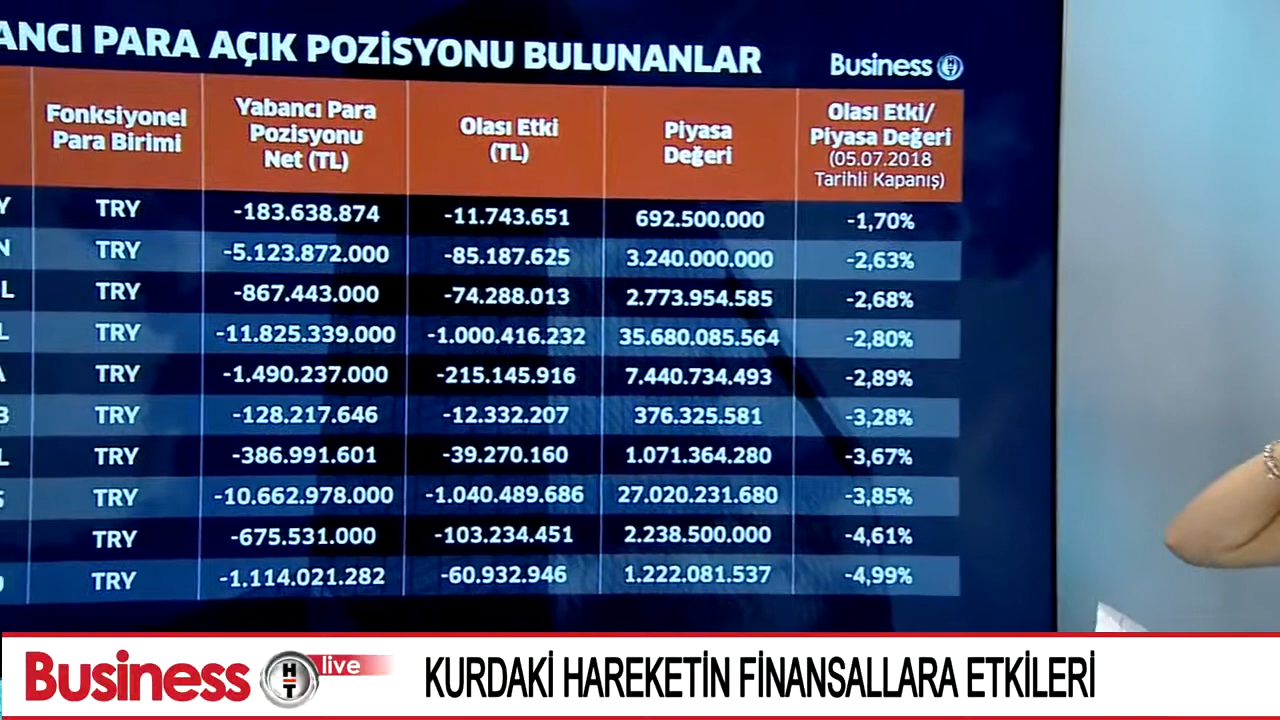 ANCI PARA AÇIK POZİSYONU BULUNANLAR
Business HT
Fonksiyonel
Para Birimi
Yabancı Para
Pozisyonu
Net (TL)
Olası Etki
(TL)
Piyasa
Değeri
Olası Etki/
Piyasa Değeri
(05.07.2018
Tarihli Kapanış)
Y TRY -183.638.874 -11.743.651 692.500.000 -1,70%
N TRY -5.123.872.000 -85.187.625 3.240.000.000 -2,63%
L TRY -867.443.000 -74.288.013 2.773.954.585 -2,68%
L TRY -11.825.339.000 -1.000.416.232 35.680.085.564 -2,80%
A TRY -1.490.237.000 -215.145.916 7.440.734.493 -2,89%
B TRY -128.217.646 -12.332.207 376.325.581 -3,28%
L TRY -386.991.601 -39.270.160 1.071.364.280 -3,67%
TRY -10.662.978.000 -1.040.489.686 27.020.231.680 -3,85%
TRY -675.531.000 -103.234.451 2.238.500.000 -4,61%
TRY -1.114.021.282 -60.932.946 1.222.081.537 -4,99%
Business HT live
KURDAKİ HAREKETİN FİNANSALLARA ETKİLERİ